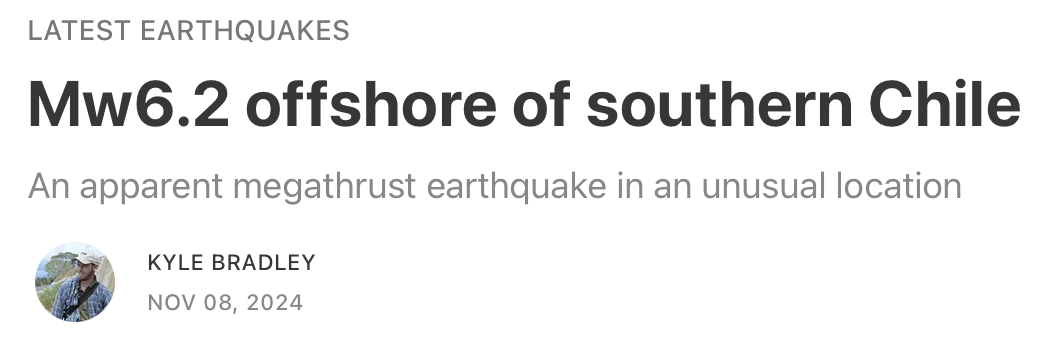 LATEST EARTHQUAKES
Mw6.2 offshore of southern Chile
An apparent megathrust earthquake in an unusual location
KYLE BRADLEY
NOV 08, 2024